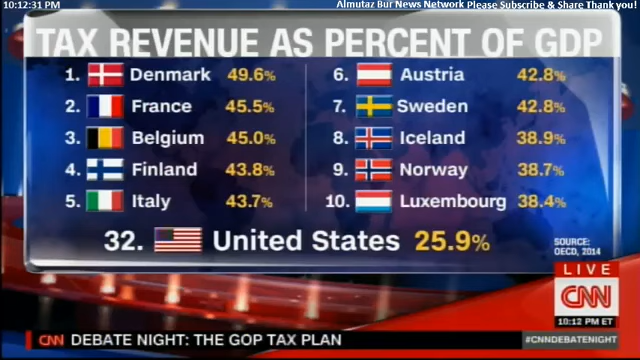 10:12:31 PM
Almutaz Bur News Network Please Subscribe & Share Thank you!
TAX REVENUE AS PERCENT OF GDP
1. Denmark 49.6%
2. France 45.5%
3. Belgium 45.0%
4. Finland 43.8%
5. Italy 43.7%
6. Austria 42.8%
7. Sweden 42.8%
8. Iceland 38.9%
9. Norway 38.7%
10. Luxembourg 38.4%
32. United States 25.9%
SOURCE:
OECD, 2014
LIVE
CNN
10:12 PM ET
CNN DEBATE NIGHT: THE GOP TAX PLAN
#CNNDEBATENIGHT